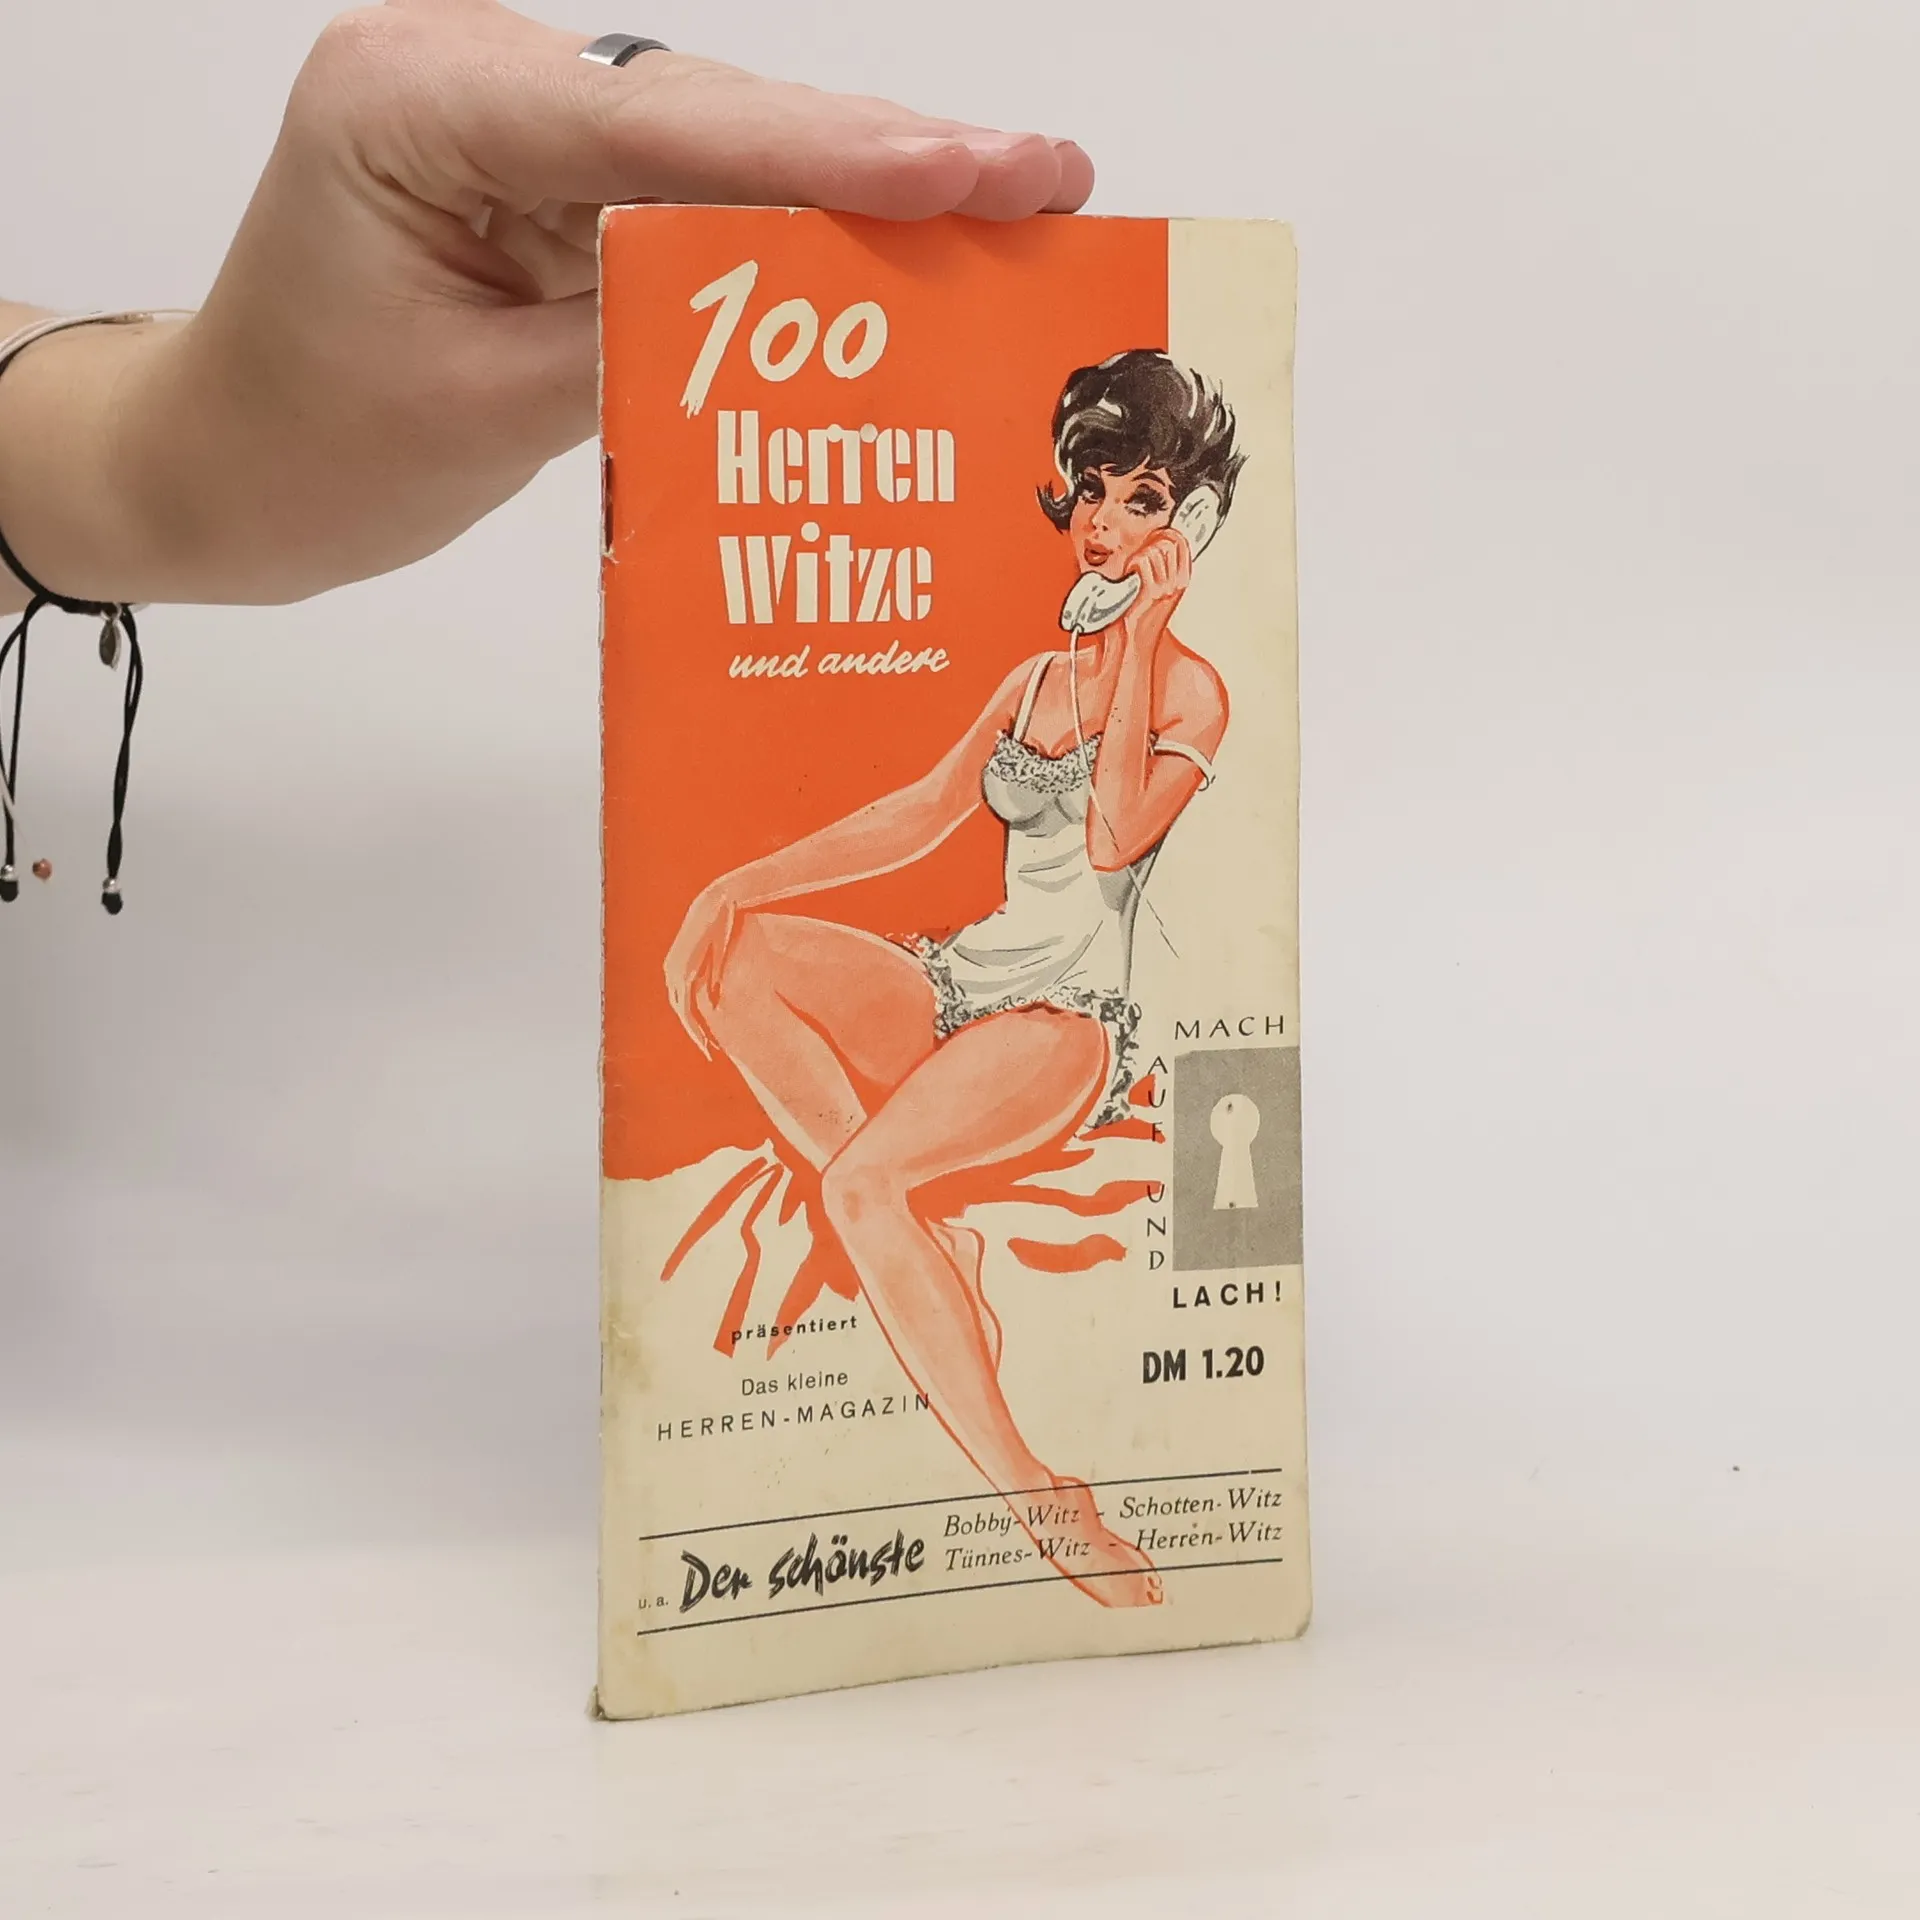 100
Herren
Witze
und andere
MACH
AUF
UND
LACH!
DM 1.20
präsentiert
Das kleine
HERREN-MAGAZIN
u. a. Der schönste
Bobby-Witz - Schotten-Witz
Tünnes-Witz - Herren-Witz